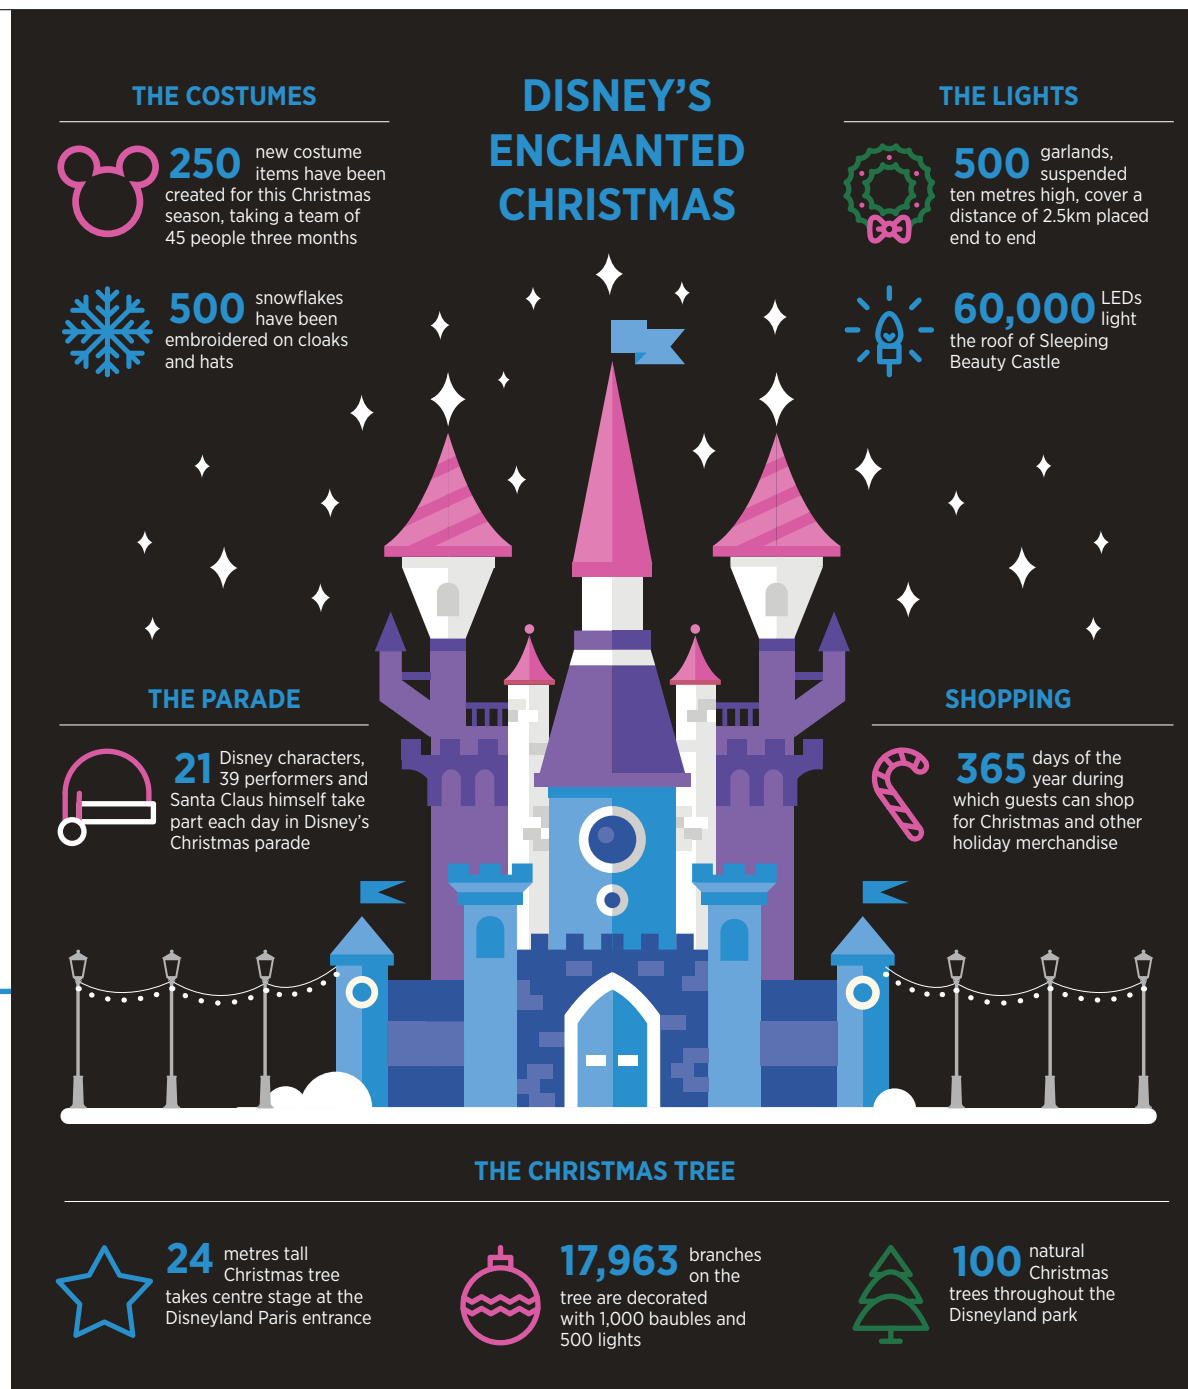 DISNEY'S
ENCHANTED
CHRISTMAS
THE COSTUMES
250 new costume
items have been
created for this Christmas
season, taking a team of
45 people three months
500 snowflakes
have been
embroidered on cloaks
and hats
THE LIGHTS
500 garlands,
suspended
ten metres high, cover a
distance of 2.5km placed
end to end
60,000 LEDs
light
the roof of Sleeping
Beauty Castle
THE PARADE
21 Disney characters,
39 performers and
Santa Claus himself take
part each day in Disney's
Christmas parade
SHOPPING
365 days of the
year during
which guests can shop
for Christmas and other
holiday merchandise
THE CHRISTMAS TREE
24 metres tall
Christmas tree
takes centre stage at the
Disneyland Paris entrance
17,963 branches
on the
tree are decorated
with 1,000 baubles and
500 lights
100 natural
Christmas
trees throughout the
Disneyland park